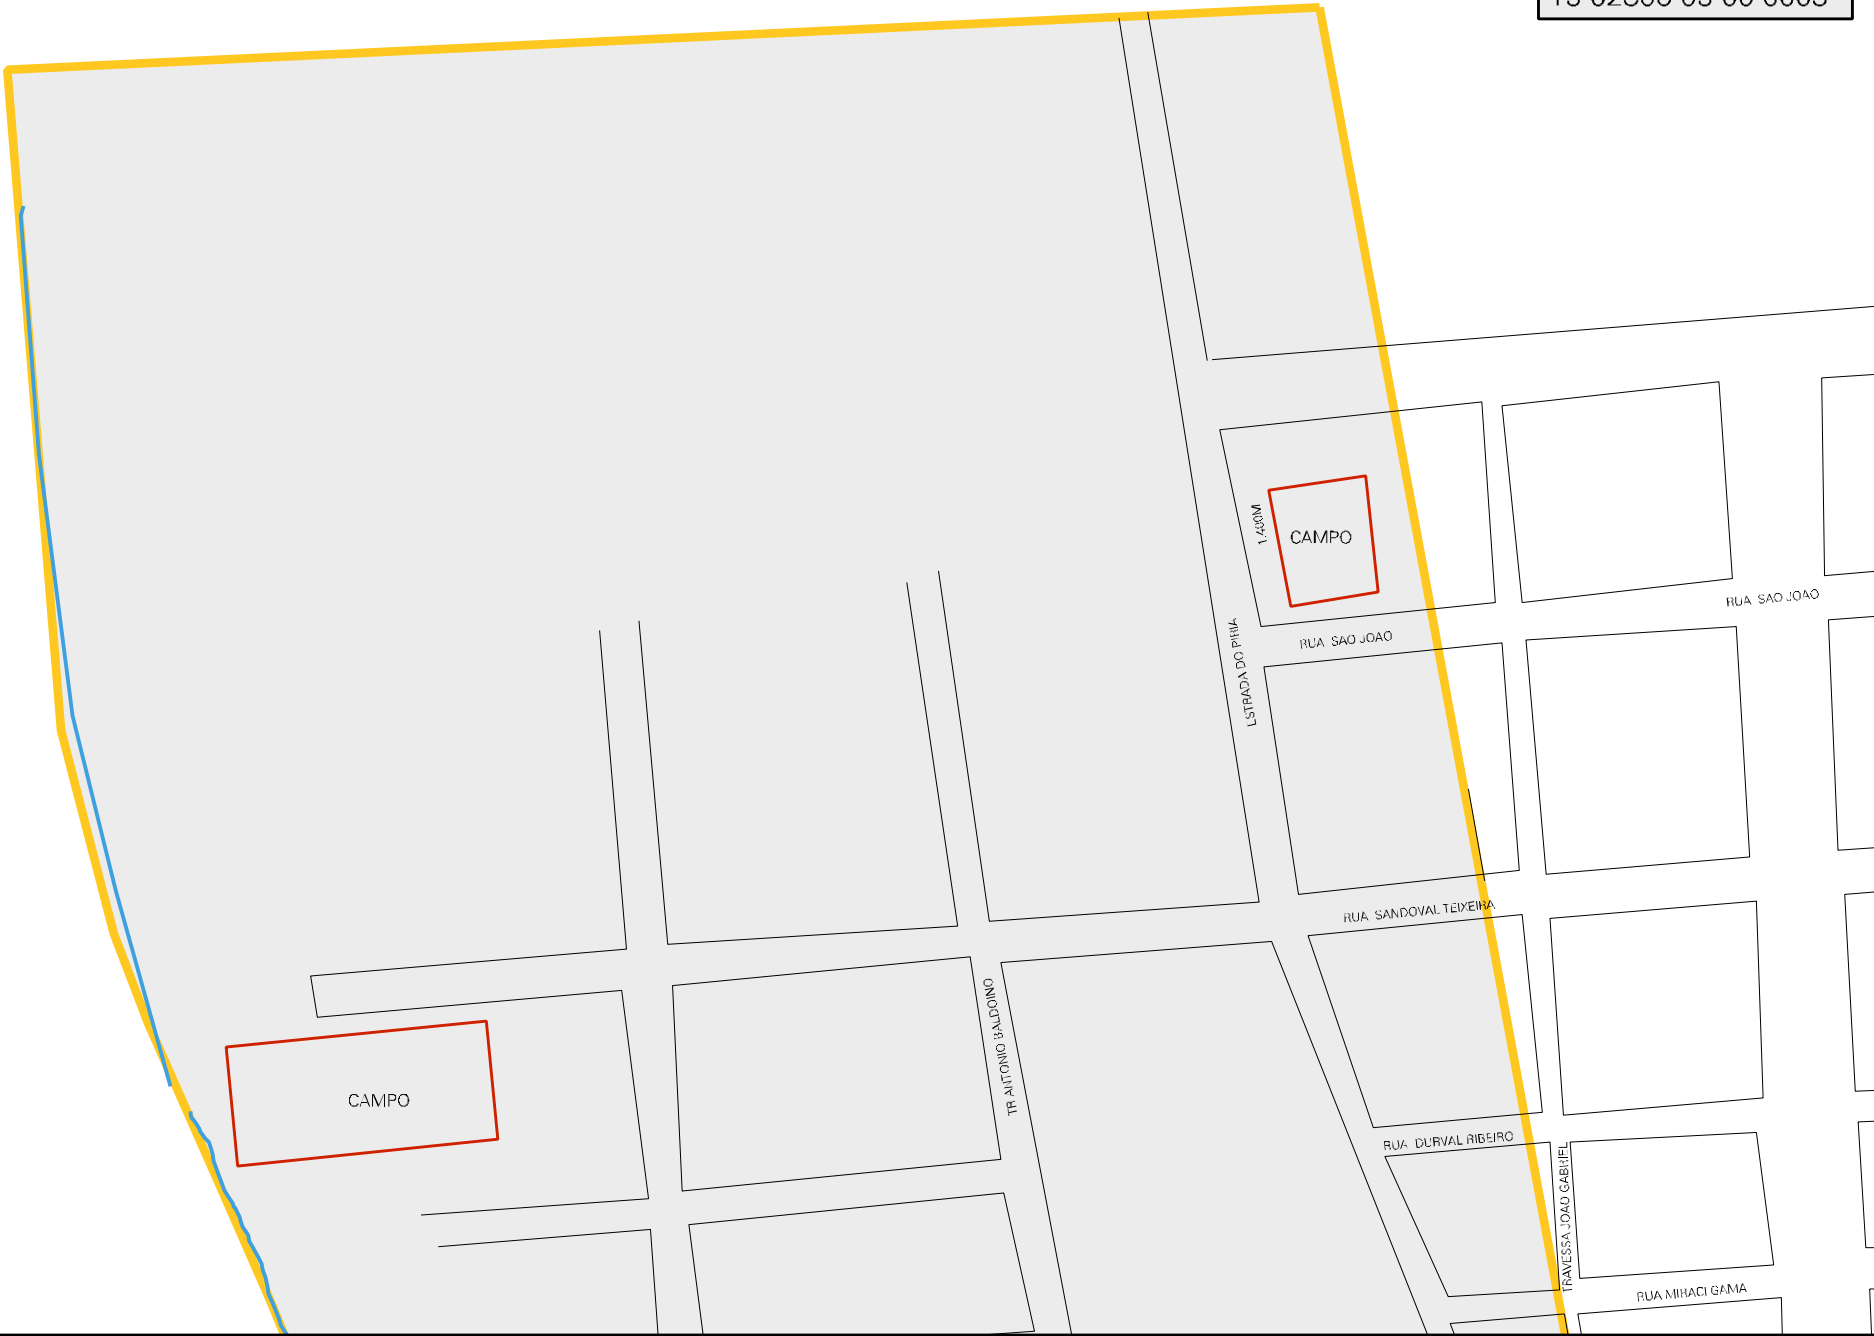 1.400M
CAMPO
RUA SAO JOAO
RUA SAO JOAO
ESTRADA DO PIRIA
RUA SANDOVAL TEIXEIRA
TR ANTONIO BALDOINO
CAMPO
RUA DURVAL RIBEIRO
TRAVESSA JOAO GABRIEL
RUA MIRACI GAMA